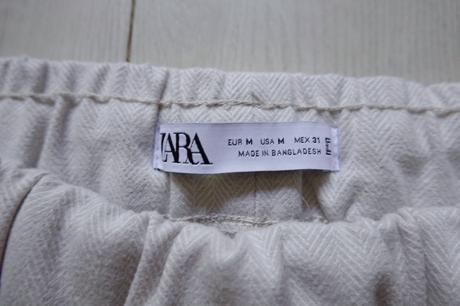 ZARA
EUR M USA M MEX 31
MADE IN BANGLADESH